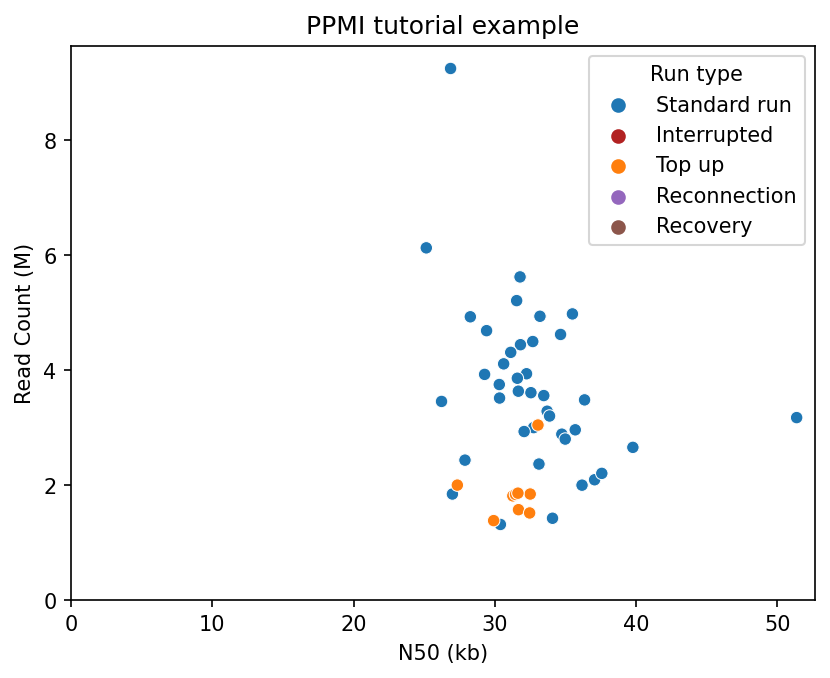 PPMI tutorial example
Run type
Standard run
Interrupted
Top up
Reconnection
Recovery
Read Count (M)
8
6
4
2
0
0 10 20 30 40 50
N50 (kb)